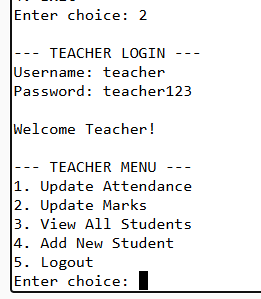 Enter choice: 2
--- TEACHER LOGIN ---
Username: teacher
Password: teacher123
Welcome Teacher!
--- TEACHER MENU ---
1. Update Attendance
2. Update Marks
3. View All Students
4. Add New Student
5. Logout
Enter choice: